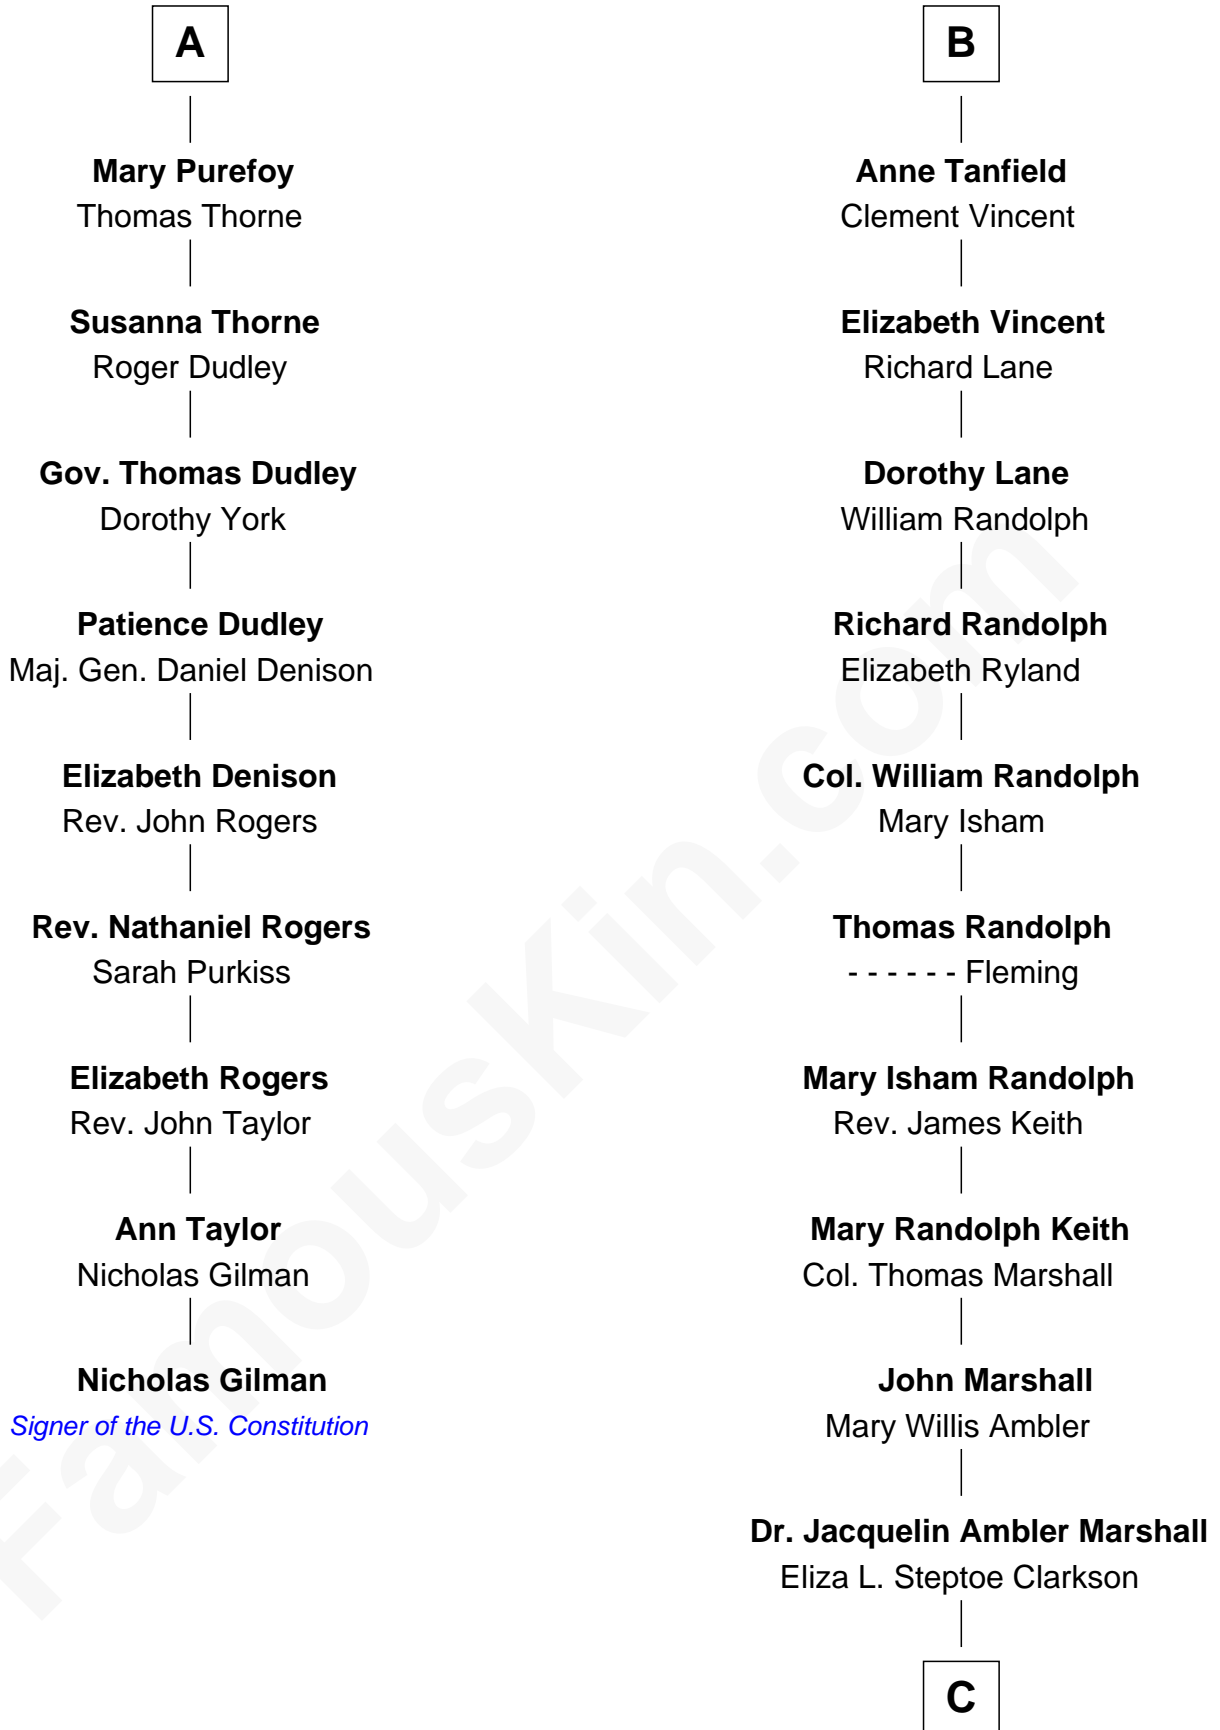 A
Mary Purefoy
Thomas Thorne
Susanna Thorne
Roger Dudley
Gov. Thomas Dudley
Dorothy York
Patience Dudley
Maj. Gen. Daniel Denison
Elizabeth Denison
Rev. John Rogers
Rev. Nathaniel Rogers
Sarah Purkiss
Elizabeth Rogers
Rev. John Taylor
Ann Taylor
Nicholas Gilman
Nicholas Gilman
Signer of the U.S. Constitution
B
Anne Tanfield
Clement Vincent
Elizabeth Vincent
Richard Lane
Dorothy Lane
William Randolph
Richard Randolph
Elizabeth Ryland
Col. William Randolph
Mary Isham
Thomas Randolph
- - - - - - Fleming
Mary Isham Randolph
Rev. James Keith
Mary Randolph Keith
Col. Thomas Marshall
John Marshall
Mary Willis Ambler
Dr. Jacquelin Ambler Marshall
Eliza L. Steptoe Clarkson
C
FamousKin.com